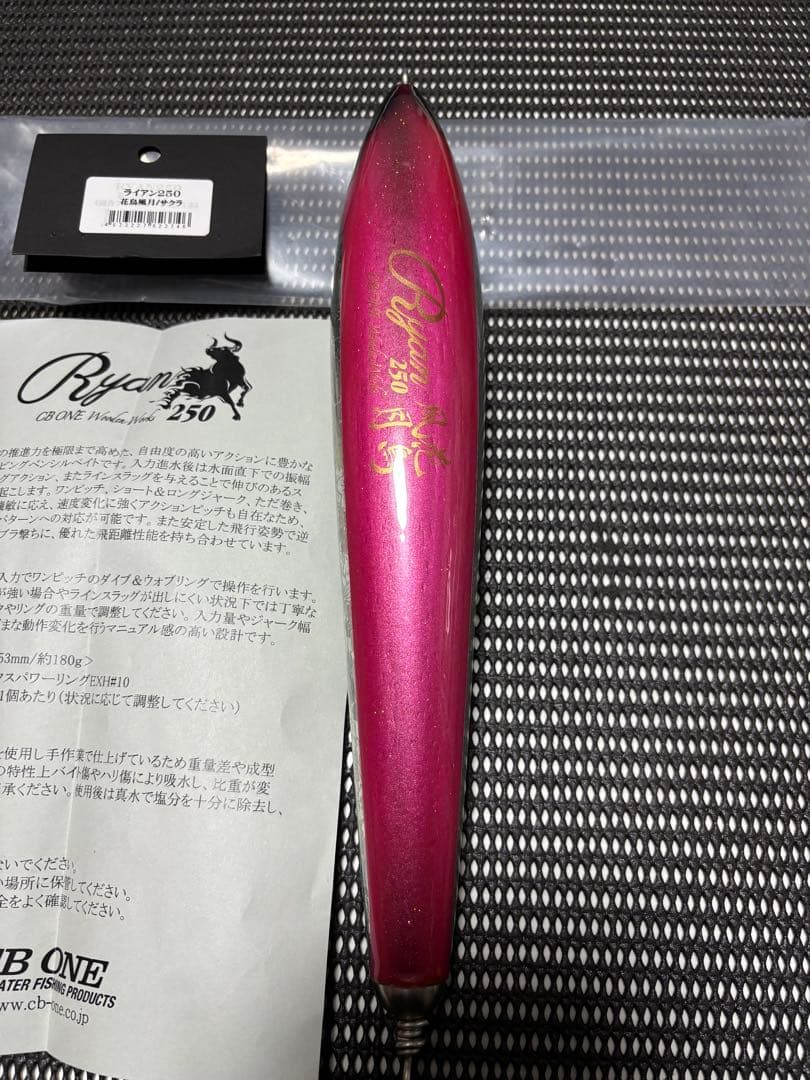 ライアン250
花鳥風月/サクラ
Ryan
250
花鳥
風月
Ryan
CB ONE Wooden Works 250
の推進力を極限まで高めた、自由度の高いアクションに豊かな
ピングペンシルベイトです。入力進水後は水面直下での振幅
グアクション、またラインスラッグを与えることで伸びのあるス
起こします。ワンピッチ、ショート&ロングジャーク、ただ巻き、
敏に応え、速度変化に強くアクションピッチも自在なため、
パターンへの対応が可能です。また安定した飛行姿勢で逆
ブラ撃ちに、優れた飛距離性能を持ち合わせています。
入力でワンピッチのダイブ&ウォブリングで操作を行います。
が強い場合やラインスラッグが出しにくい状況下では丁寧な
クやリングの重量で調整してください。入力量やジャーク幅
まな動作変化を行うマニュアル感の高い設計です。
53mm/約180g>
クスパワーリングEXH#10
1個あたり(状況に応じて調整してください)
を使用し手作業で仕上げているため重量差や成型
の特性上バイト傷やハリ傷により吸水し、比重が変
承ください。使用後は真水で塩分を十分に除去し、
ないでください。
い場所に保管してください。
全をよく確認してください。
CB ONE
WATER FISHING PRODUCTS
www.cb-one.co.jp